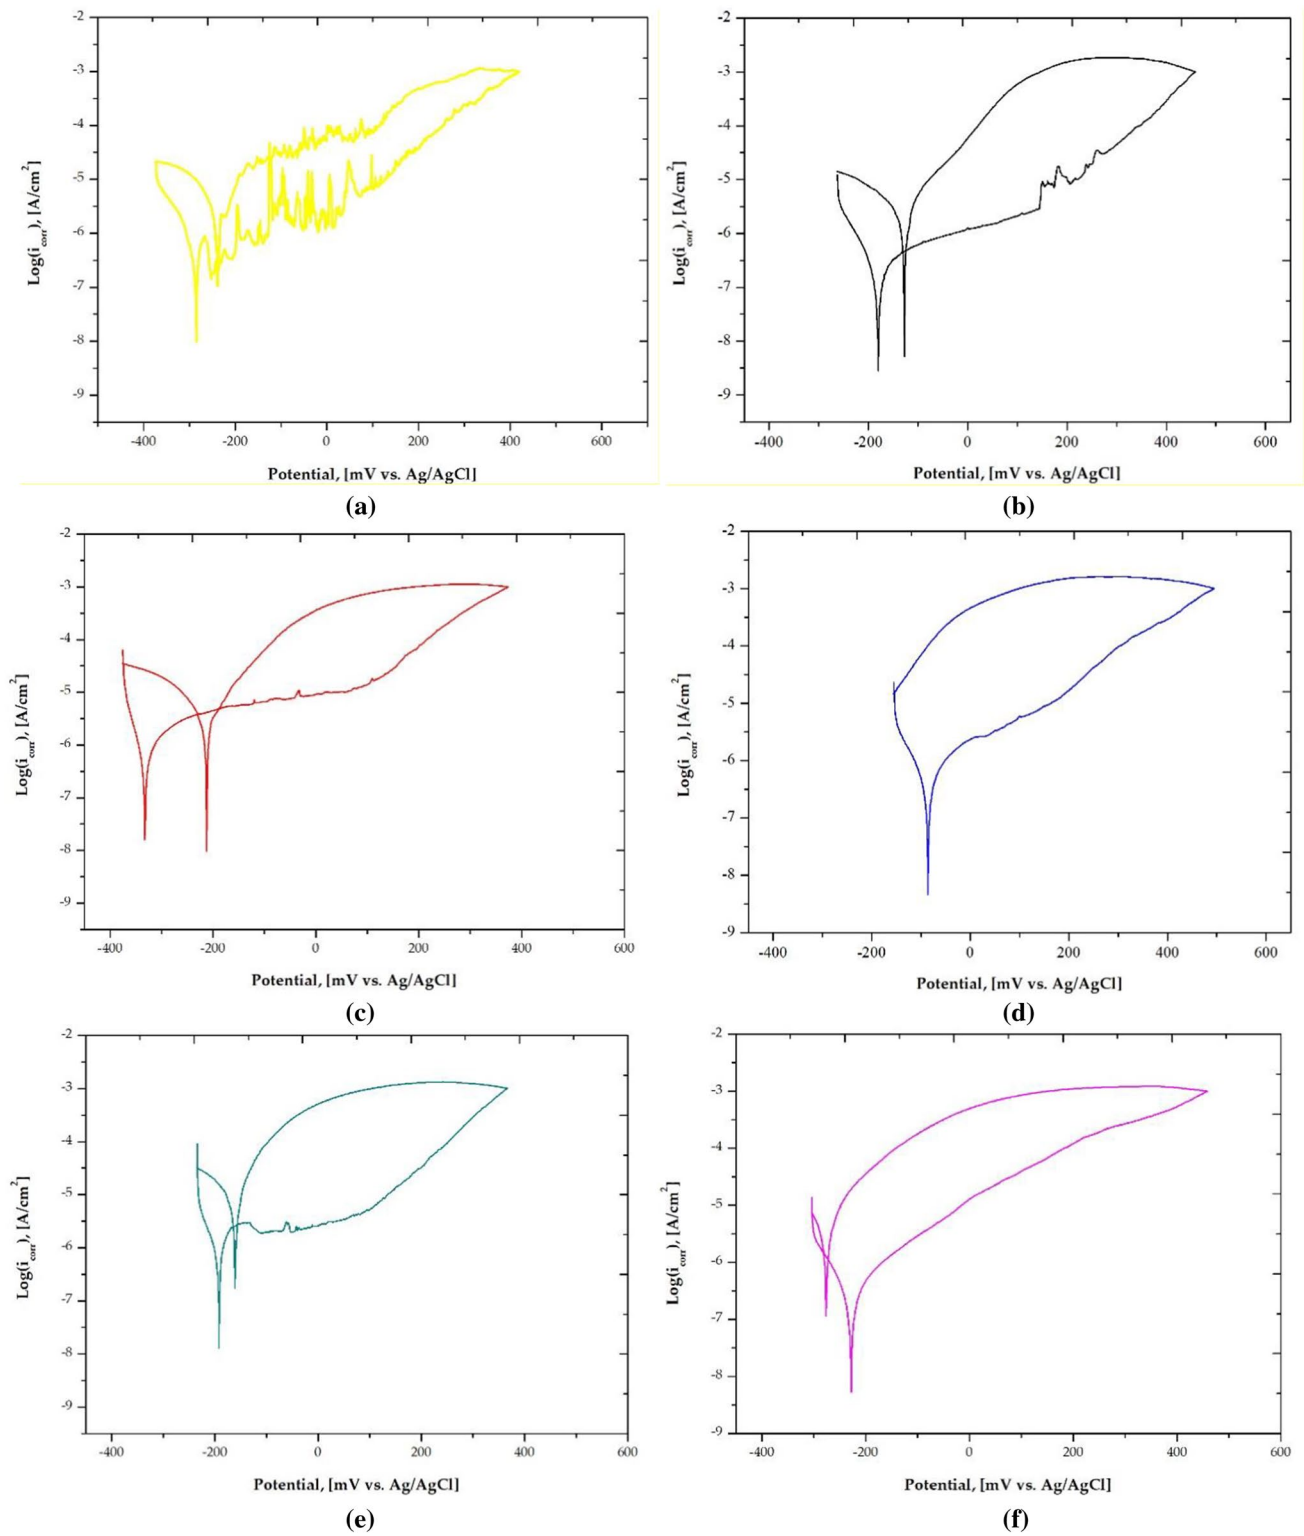 -2
-3
-4
-5
-6
-7
-8
-9
-400 -200 0 200 400 600
Log(i corr), [A/cm2]
Potential, [mV vs. Ag/AgCl]
(a)
-2
-3
-4
-5
-6
-7
-8
-9
-400 -200 0 200 400 600
Log(i corr), [A/cm2]
Potential, [mV vs. Ag/AgCl]
(b)
-2
-3
-4
-5
-6
-7
-8
-9
-400 -200 0 200 400 600
Log(i corr), [A/cm2]
Potential, [mV vs. Ag/AgCl]
(c)
-2
-3
-4
-5
-6
-7
-8
-9
-400 -200 0 200 400 600
Log(i corr), [A/cm2]
Potential, [mV vs. Ag/AgCl]
(d)
-2
-3
-4
-5
-6
-7
-8
-9
-400 -200 0 200 400 600
Log(i corr), [A/cm2]
Potential, [mV vs. Ag/AgCl]
(e)
-2
-3
-4
-5
-6
-7
-8
-9
-400 -200 0 200 400 600
Log(i corr), [A/cm2]
Potential, [mV vs. Ag/AgCl]
(f)